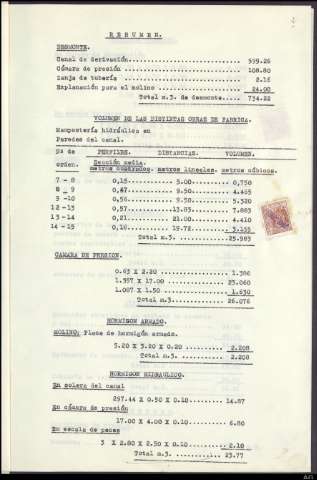 RESUMEN.
DESMONTE.
Canal de derivación............ 599.26
Cámara de presión ............. 108.80
Zanja de tubería .............. 2.16
Explanación para el molino .... 24.00
Total m.3. de desmonte.... 734.22
VOLUMEN DE LAS DISTINTAS OBRAS DE FABRICA.
Mampostería hidráulica en
Paredes del canal.
Nº de PERFILES. DISTANCIAS. VOLUMEN.
orden. Sección media.
metros cuadrados. metros lineales. metros cúbicos.
7 - 8 0,15 5.00 0,750
8 - 9 0,47 9.50 4.465
9 -10 0,56 9.50 5.320
12 -13 0,57 13.83 7.883
13 -14 0,21 21.00 4.410
14 -15 0,16 19.72 3.155
Total m.3. 25.983
CAMARA DE PRESION.
0.63 X 2.20 1.386
1.357 X 17.00 23.060
1.087 X 1.50 1.630
Total m.3. 26.076
HORMIGON ARMADO.
MOLINO: Placa de hormigón armado.
5.20 X 5.20 X 0.20 2.208
Total m.3. 2.208
HORMIGON HIDRAULICO.
En solera del canal
297.44 X 0.50 X 0.10 14.87
En cámara de presión
17.00 X 4.00 X 0.10 6.80
En escala de peces
3 X 2.80 X 2.50 X 0.10 2.10
Total m.3. 23.77